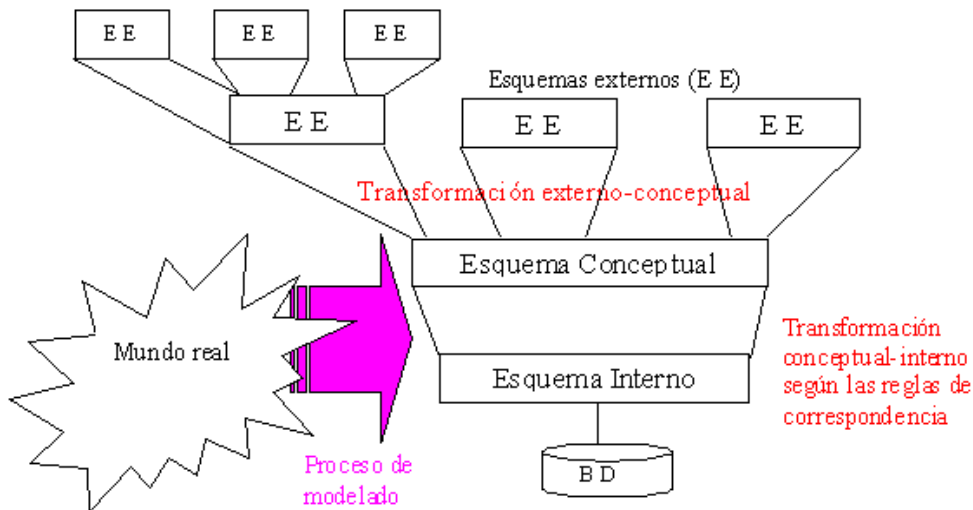 E E
E E
E E
Esquemas externos (E E)
E E
E E
E E
Transformación externo-conceptual
Esquema Conceptual
Mundo real
Transformación
conceptual-interno
según las reglas de
correspondencia
Esquema Interno
Proceso de
modelado
B D